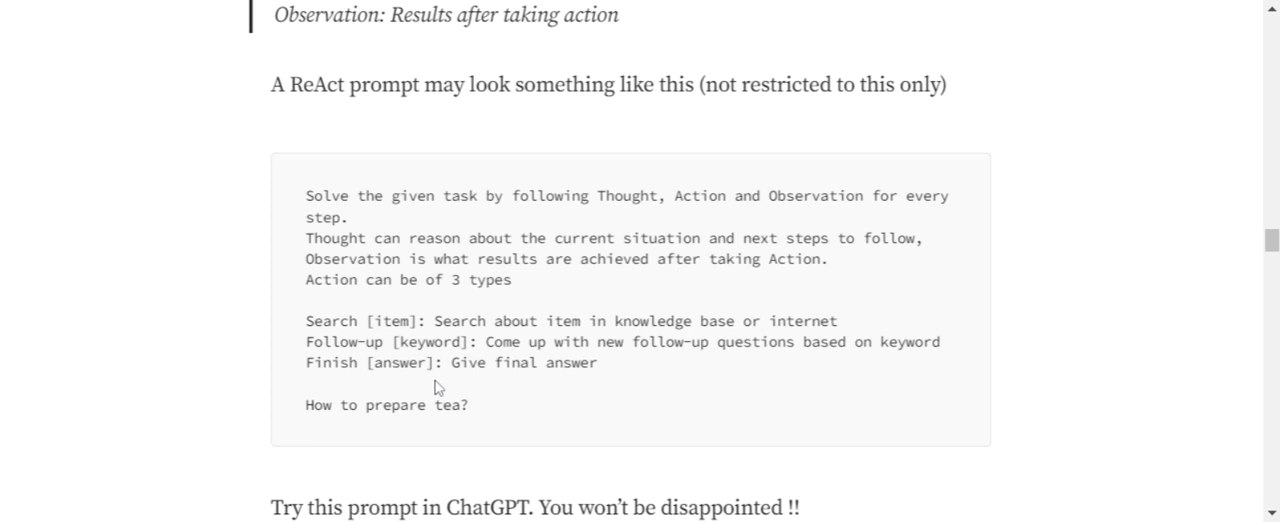 Observation: Results after taking action
A ReAct prompt may look something like this (not restricted to this only)
Solve the given task by following Thought, Action and Observation for every
step.
Thought can reason about the current situation and next steps to follow,
Observation is what results are achieved after taking Action.
Action can be of 3 types
Search [item]: Search about item in knowledge base or internet
Follow-up [keyword]: Come up with new follow-up questions based on keyword
Finish [answer]: Give final answer
How to prepare tea?
Try this prompt in ChatGPT. You won’t be disappointed !!